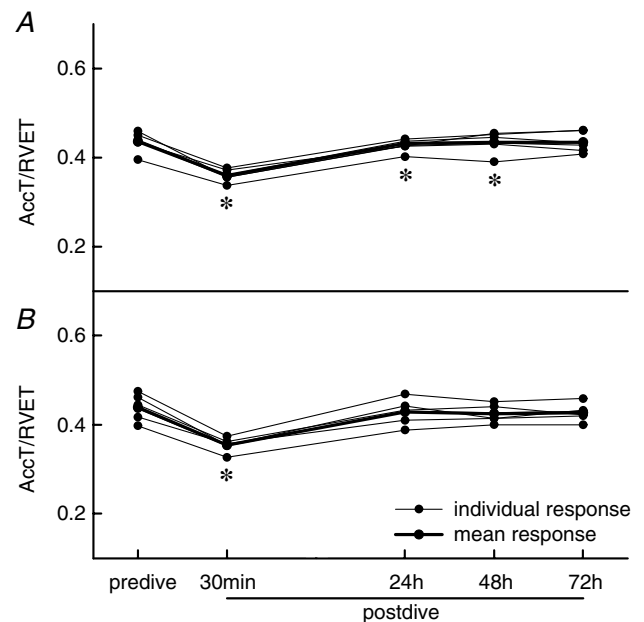 A
0.6
0.4
0.2
AccT/RVET
*
*
*
B
0.6
0.4
0.2
AccT/RVET
*
individual response
mean response
predive 30min 24h 48h 72h
postdive